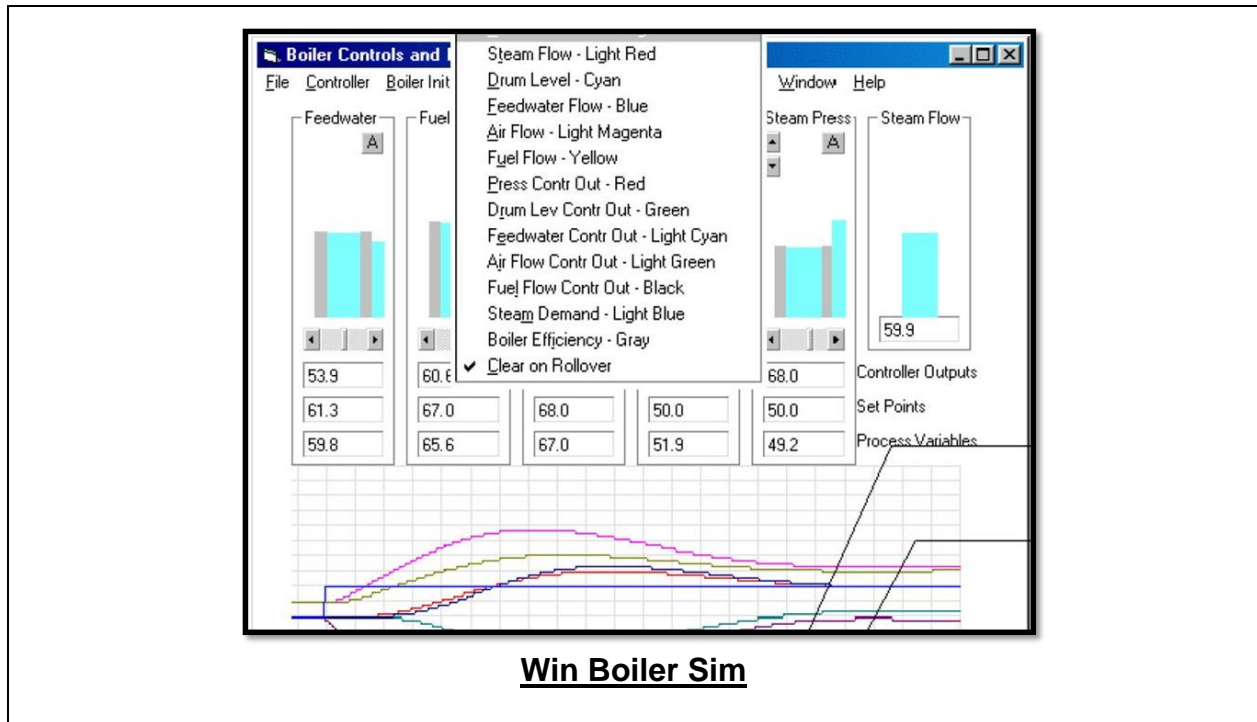 Boiler Controls and
File Controller Boiler Init Window Help
Steam Flow - Light Red
Drum Level - Cyan
Feedwater Flow - Blue
Air Flow - Light Magenta
Fuel Flow - Yellow
Press Contr Out - Red
Drum Lev Contr Out - Green
Feedwater Contr Out - Light Cyan
Air Flow Contr Out - Light Green
Fuel Flow Contr Out - Black
Steam Demand - Light Blue
Boiler Efficiency - Gray
Clear on Rollover
Feedwater Fuel Steam Press Steam Flow
A A
59.9
53.9 60.6 68.0 Controller Outputs
61.3 67.0 68.0 50.0 50.0 Set Points
59.8 65.6 67.0 51.9 49.2 Process Variables
Win Boiler Sim